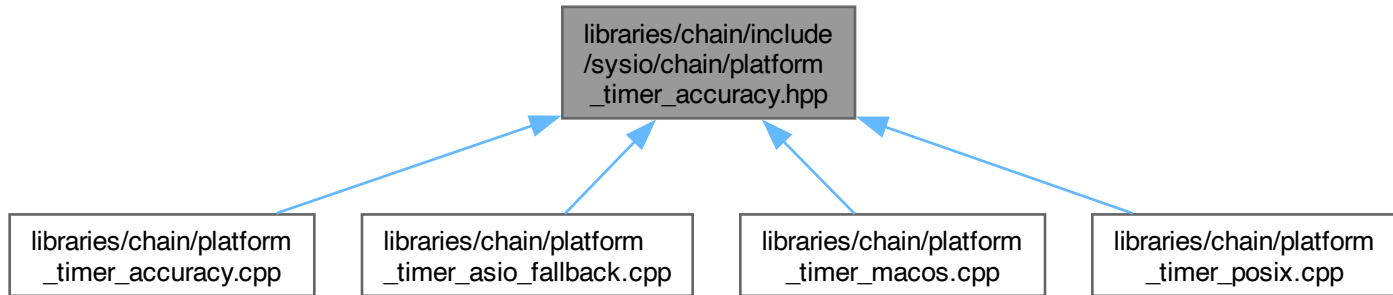 libraries/chain/include
/sysio/chain/platform
_timer_accuracy.hpp
libraries/chain/platform
_timer_accuracy.cpp
libraries/chain/platform
_timer_asio_fallback.cpp
libraries/chain/platform
_timer_macos.cpp
libraries/chain/platform
_timer_posix.cpp